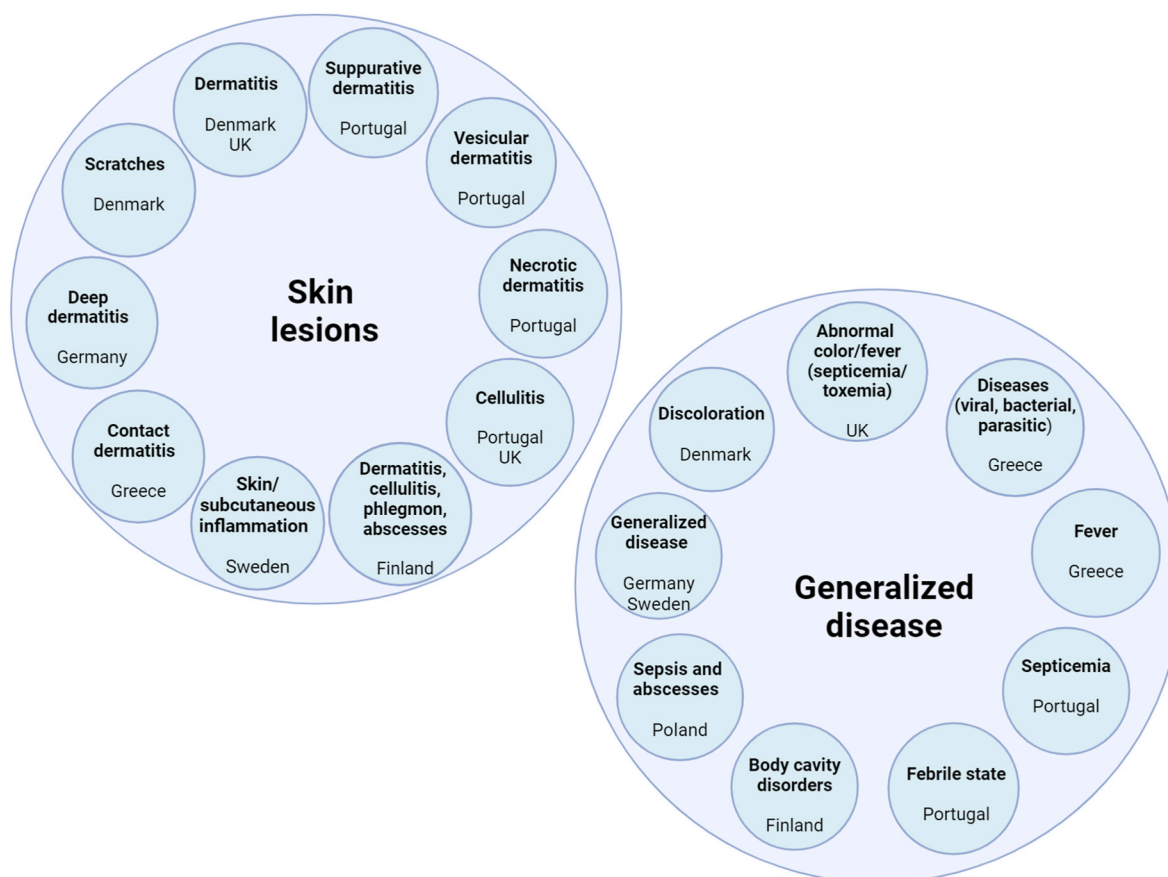 Skin
lesions
Dermatitis
Denmark
UK
Suppurative
dermatitis
Portugal
Vesicular
dermatitis
Portugal
Necrotic
dermatitis
Portugal
Cellulitis
Portugal
UK
Dermatitis,
cellulitis,
phlegmon,
abscesses
Finland
Skin/
subcutaneous
inflammation
Sweden
Contact
dermatitis
Greece
Deep
dermatitis
Germany
Scratches
Denmark
Generalized
disease
Abnormal
color/fever
(septicemia/
toxemia)
UK
Diseases
(viral, bacterial,
parasitic)
Greece
Fever
Greece
Septicemia
Portugal
Febrile state
Portugal
Body cavity
disorders
Finland
Sepsis and
abscesses
Poland
Generalized
disease
Germany
Sweden
Discoloration
Denmark